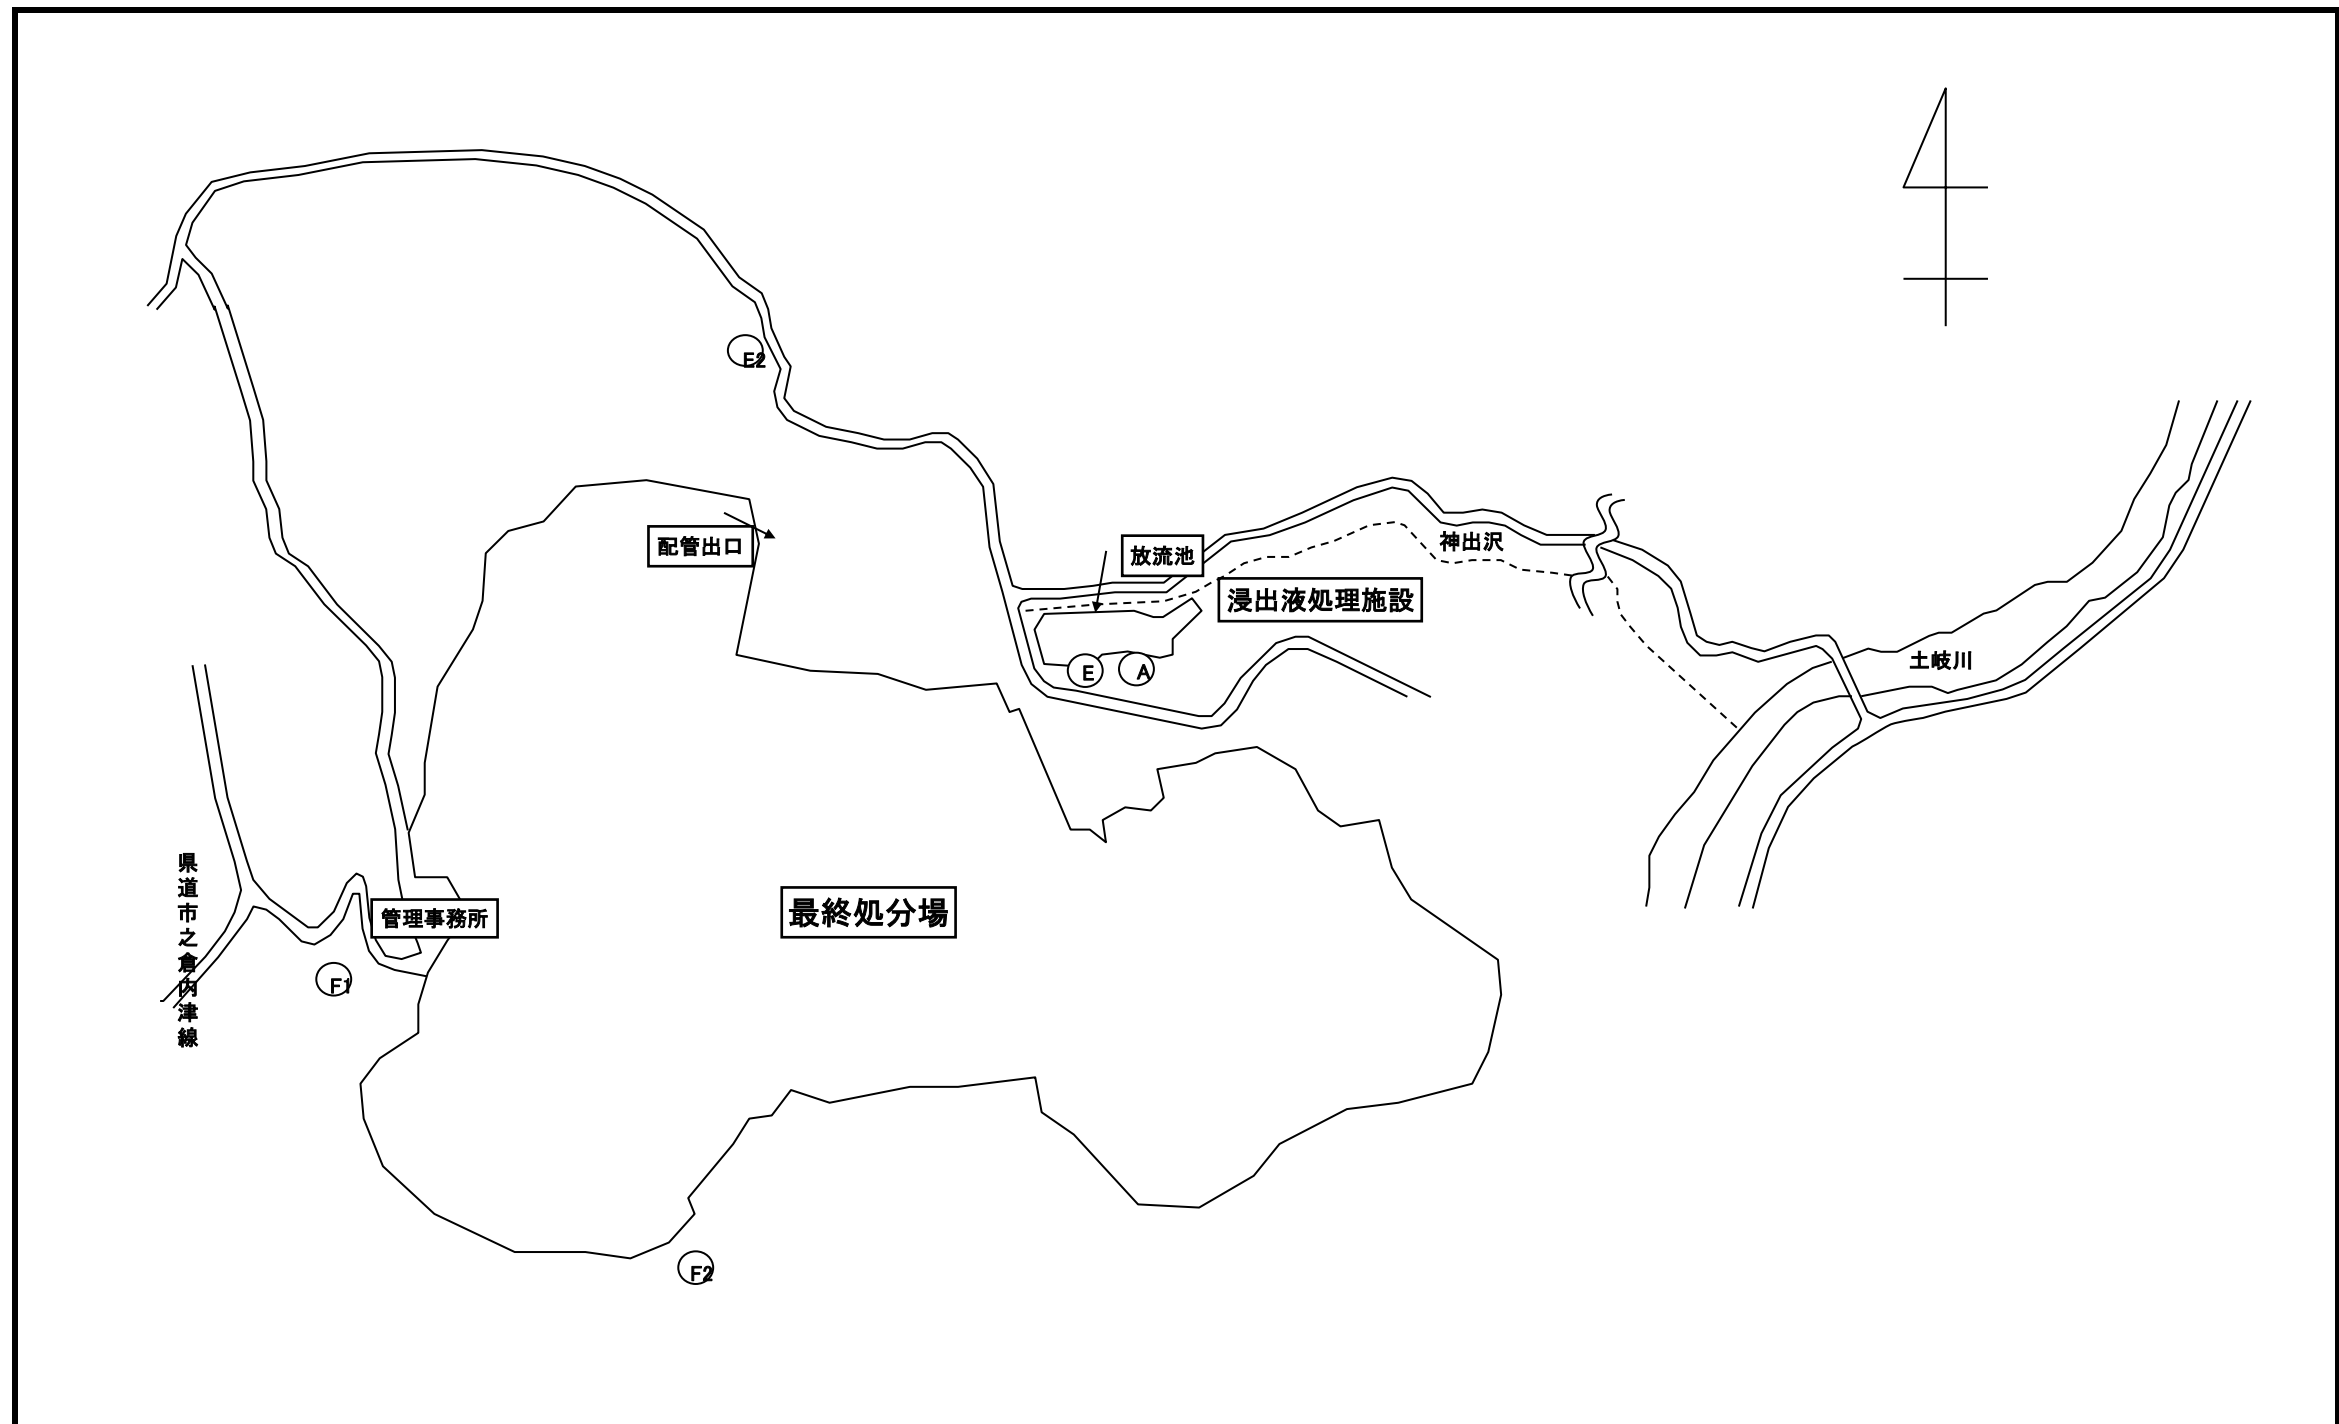 E2
配管出口
放流池
神出沢
浸出液処理施設
土岐川
E
A
県道市之倉内津線
最終処分場
管理事務所
F1
F2